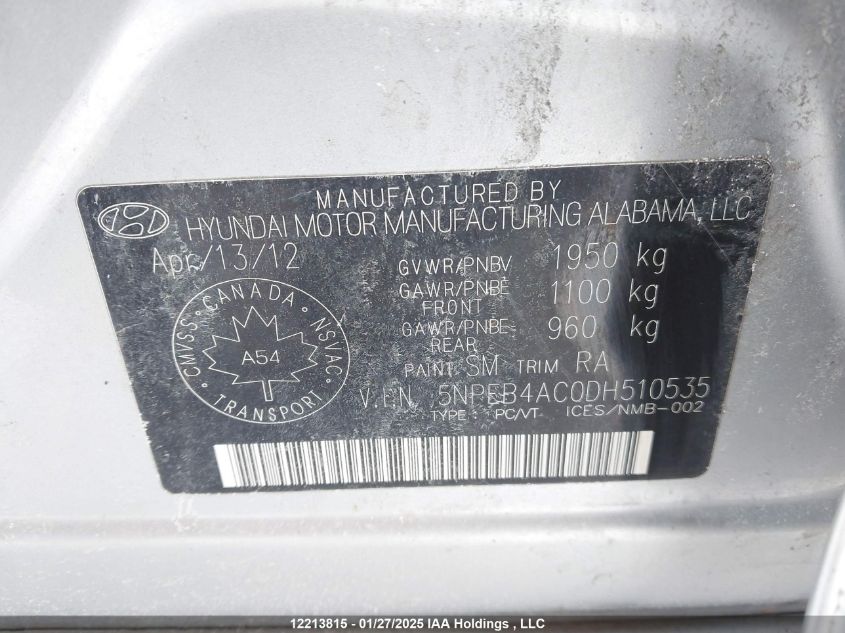 MANUFACTURED BY
HYUNDAI MOTOR MANUFACTURING ALABAMA, LLC
Apr/13/12
GVWR/PNBV 1950 kg
GAWR/PNBE FRONT 1100 kg
GAWR/PNBE REAR 960 kg
PAINT SM TRIM RA
V.I.N. 5NPEB4AC0DH510535
TYPE : PC/VT ICES/NMB-002
CANADA
CMVSS NSVAC
A54
TRANSPORT
12213815 - 01/27/2025 IAA Holdings , LLC